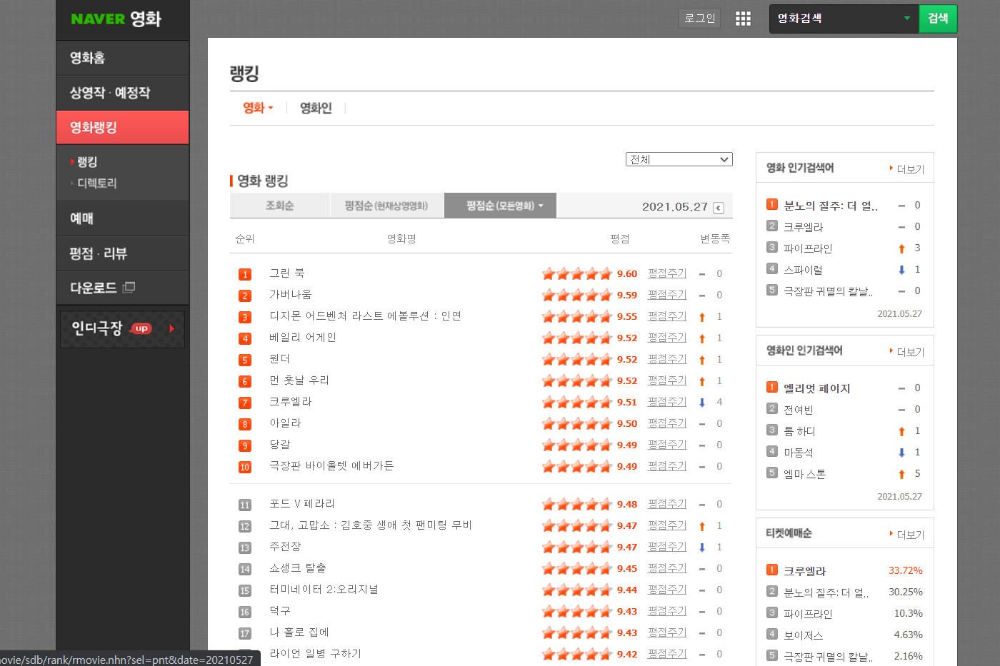 NAVER 영화
로그인
영화검색
검색
영화홈
상영작 · 예정작
영화랭킹
랭킹
디렉토리
예매
평점 · 리뷰
다운로드
인디극장 up
랭킹
영화
영화인
전체
영화 랭킹
조회순
평점순 (현재상영영화)
평점순 (모든영화)
2021.05.27
순위 영화명 평점 변동폭
1 그린 북 9.60 평점주기 0
2 가버나움 9.59 평점주기 0
3 디지몬 어드벤처 라스트 에볼루션 : 인연 9.55 평점주기 1
4 베일리 어게인 9.52 평점주기 1
5 원더 9.52 평점주기 1
6 먼 훗날 우리 9.52 평점주기 1
7 크루엘라 9.51 평점주기 4
8 아일라 9.50 평점주기 0
9 당갈 9.49 평점주기 0
10 극장판 바이올렛 에버가든 9.49 평점주기 0
11 포드 V 페라리 9.48 평점주기 0
12 그대, 고맙소 : 김호중 생애 첫 팬미팅 무비 9.47 평점주기 1
13 주전장 9.47 평점주기 1
14 쇼생크 탈출 9.45 평점주기 0
15 터미네이터 2:오리지널 9.44 평점주기 0
16 덕구 9.43 평점주기 0
17 나 홀로 집에 9.43 평점주기 0
라이언 일병 구하기 9.42 평점주기 0
영화 인기검색어 더보기
1 분노의 질주: 더 얼.. 0
2 크루엘라 0
3 파이프라인 3
4 스파이럴 1
5 극장판 귀멸의 칼날.. 0
2021.05.27
영화인 인기검색어 더보기
1 엘리엇 페이지 0
2 전여빈 0
3 톰 하디 1
4 마동석 1
5 엠마 스톤 5
2021.05.27
티켓예매순 더보기
1 크루엘라 33.72%
2 분노의 질주: 더 얼.. 30.25%
3 파이프라인 10.3%
4 보이저스 4.63%
5 극장판 귀멸의 칼날.. 2.16%
movie/sdb/rank/rmovie.nhn?sel=pnt&date=20210527